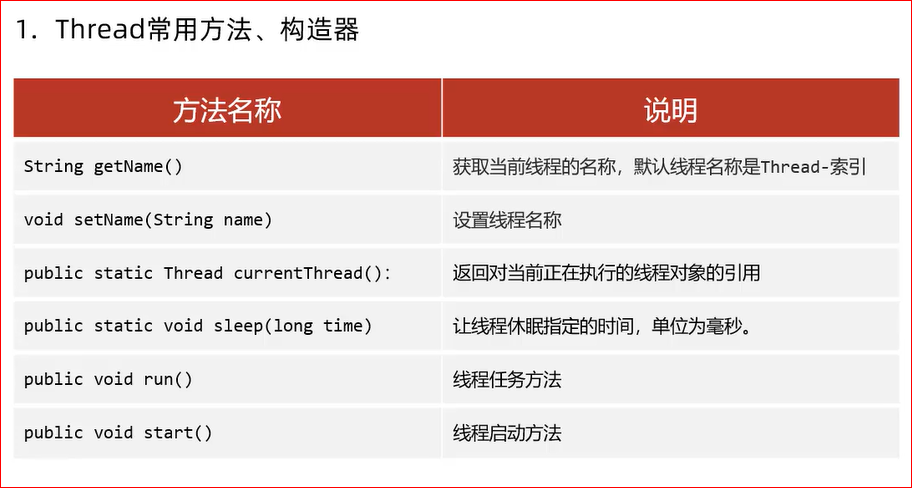 1. Thread常用方法、构造器
方法名称 说明
String getName() 获取当前线程的名称，默认线程名称是Thread-索引
void setName(String name) 设置线程名称
public static Thread currentThread()： 返回对当前正在执行的线程对象的引用
public static void sleep(long time) 让线程休眠指定的时间，单位为毫秒。
public void run() 线程任务方法
public void start() 线程启动方法